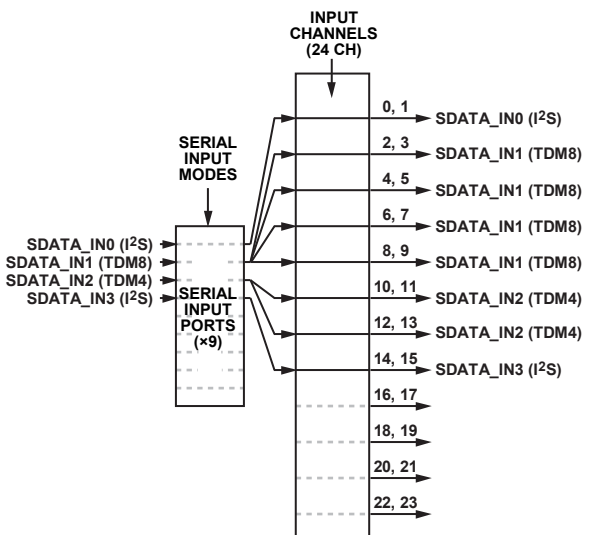 INPUT
CHANNELS
(24 CH)
SERIAL
INPUT
MODES
0, 1
SDATA_IN0 (I²S)
2, 3
SDATA_IN1 (TDM8)
4, 5
SDATA_IN1 (TDM8)
6, 7
SDATA_IN1 (TDM8)
8, 9
SDATA_IN1 (TDM8)
10, 11
SDATA_IN2 (TDM4)
12, 13
SDATA_IN2 (TDM4)
14, 15
SDATA_IN3 (I²S)
16, 17
18, 19
20, 21
22, 23
SDATA_IN0 (I²S)
SDATA_IN1 (TDM8)
SDATA_IN2 (TDM4)
SDATA_IN3 (I²S)
SERIAL
INPUT
PORTS
(×9)